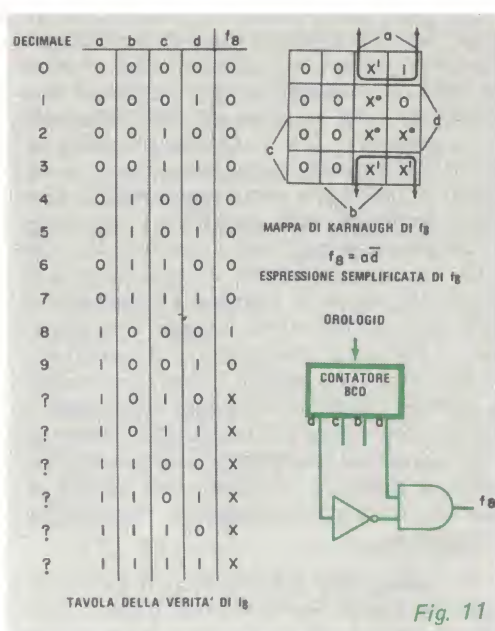 DECIMALE a b c d f8
0 0 0 0 0 0
1 0 0 0 1 0
2 0 0 1 0 0
3 0 0 1 1 0
4 0 1 0 0 0
5 0 1 0 1 0
6 0 1 1 0 0
7 0 1 1 1 0
8 1 0 0 0 1
9 1 0 0 1 0
? 1 0 1 0 X
? 1 0 1 1 X
? 1 1 0 0 X
? 1 1 0 1 X
? 1 1 1 0 X
? 1 1 1 1 X
TAVOLA DELLA VERITA' DI f8
a
0 0 X' 1
0 0 X° 0
d
0 0 X° X°
c
0 0 X' X'
b
MAPPA DI KARNAUGH DI f8
f8 = ad̅
ESPRESSIONE SEMPLIFICATA DI f8
OROLOGIO
CONTATORE
BCD
d c b a
f8
Fig. 11